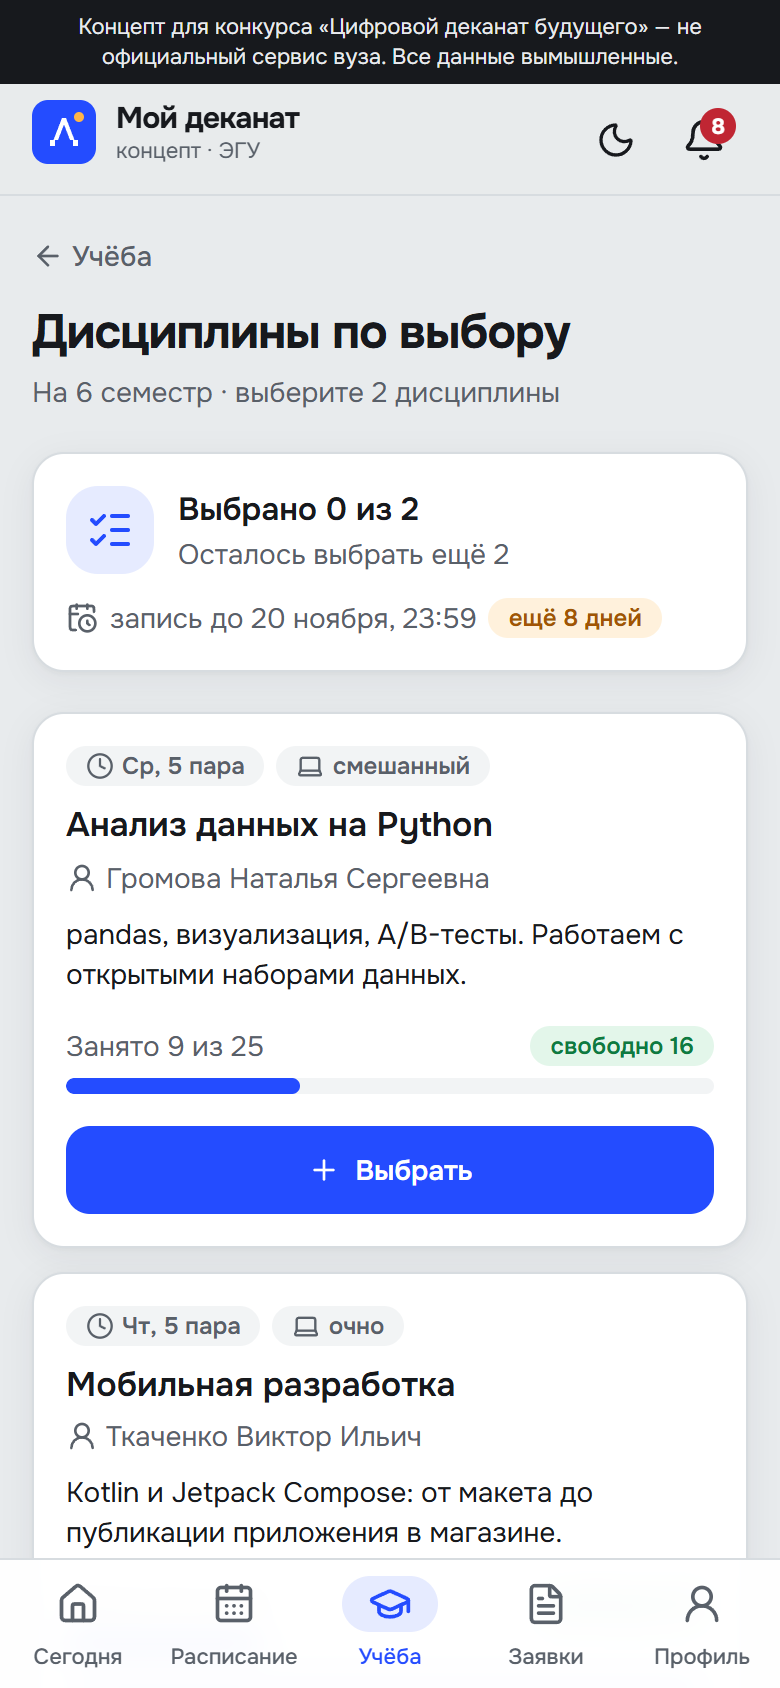 Концепт для конкурса «Цифровой деканат будущего» — не
официальный сервис вуза. Все данные вымышленные.
Мой деканат
концепт · ЭГУ
8
Учёба
Дисциплины по выбору
На 6 семестр · выберите 2 дисциплины
Выбрано 0 из 2
Осталось выбрать ещё 2
запись до 20 ноября, 23:59 ещё 8 дней
Ср, 5 пара смешанный
Анализ данных на Python
Громова Наталья Сергеевна
pandas, визуализация, A/B-тесты. Работаем с
открытыми наборами данных.
Занято 9 из 25 свободно 16
Выбрать
Чт, 5 пара очно
Мобильная разработка
Ткаченко Виктор Ильич
Kotlin и Jetpack Compose: от макета до
публикации приложения в магазине.
Сегодня Расписание Учёба Заявки Профиль